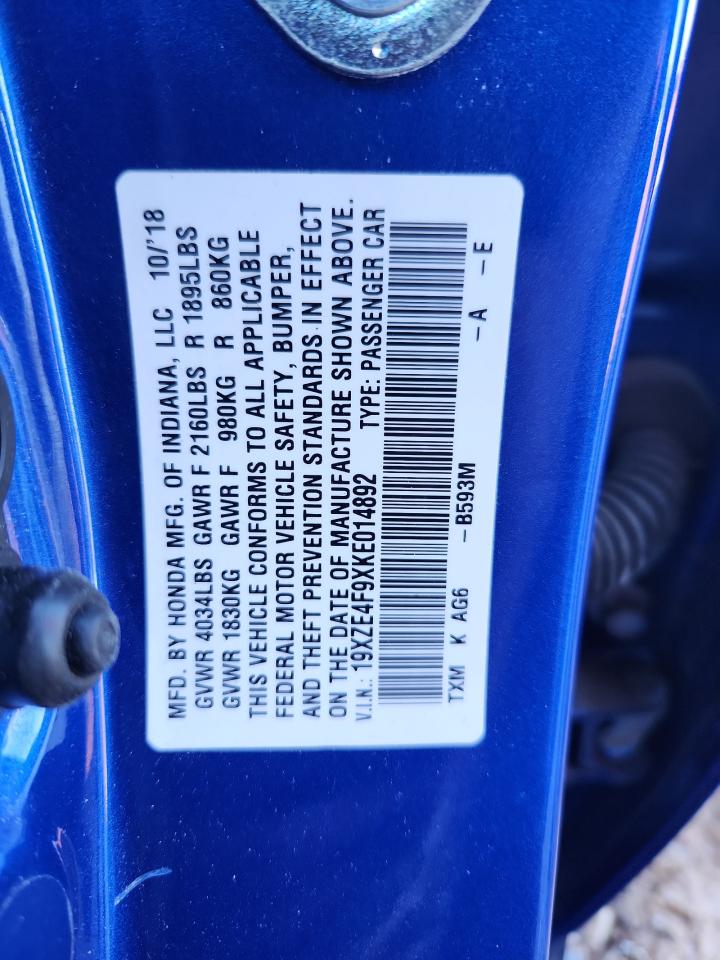 MFD. BY HONDA MFG. OF INDIANA, LLC 10/'18
GVWR 4034LBS GAWR F 2160LBS R 1895LBS
GVWR 1830KG GAWR F 980KG R 860KG
THIS VEHICLE CONFORMS TO ALL APPLICABLE
FEDERAL MOTOR VEHICLE SAFETY, BUMPER,
AND THEFT PREVENTION STANDARDS IN EFFECT
ON THE DATE OF MANUFACTURE SHOWN ABOVE.
V.I.N.: 19XZE4F9XKE014892 TYPE: PASSENGER CAR
TXM K AG6 -B593M -A -E